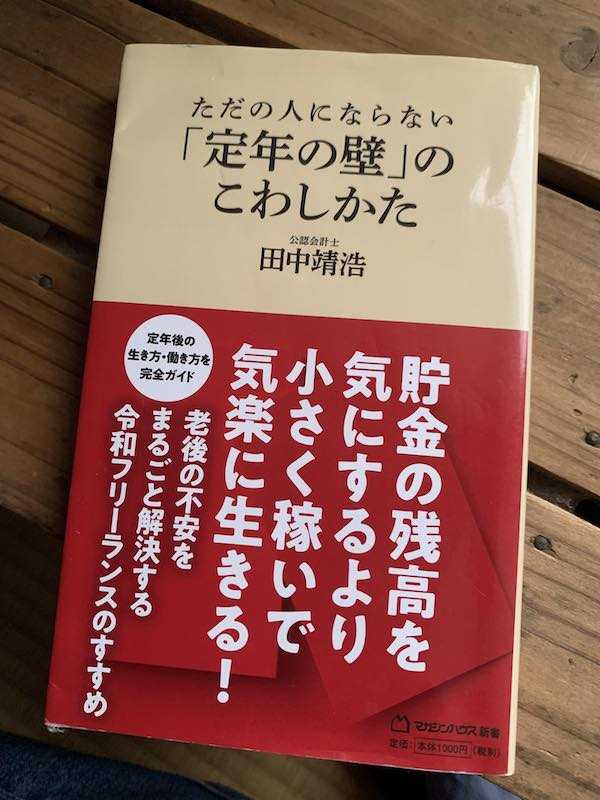 ただの人にならない
「定年の壁」の
こわしかた
公認会計士
田中靖浩
定年後の
生き方・働き方を
完全ガイド
貯金の残高を
気にするより
小さく稼いで
気楽に生きる!
老後の不安を
まるごと解決する
令和フリーランスのすすめ
マガジンハウス新書
定価:本体1000円(税別)